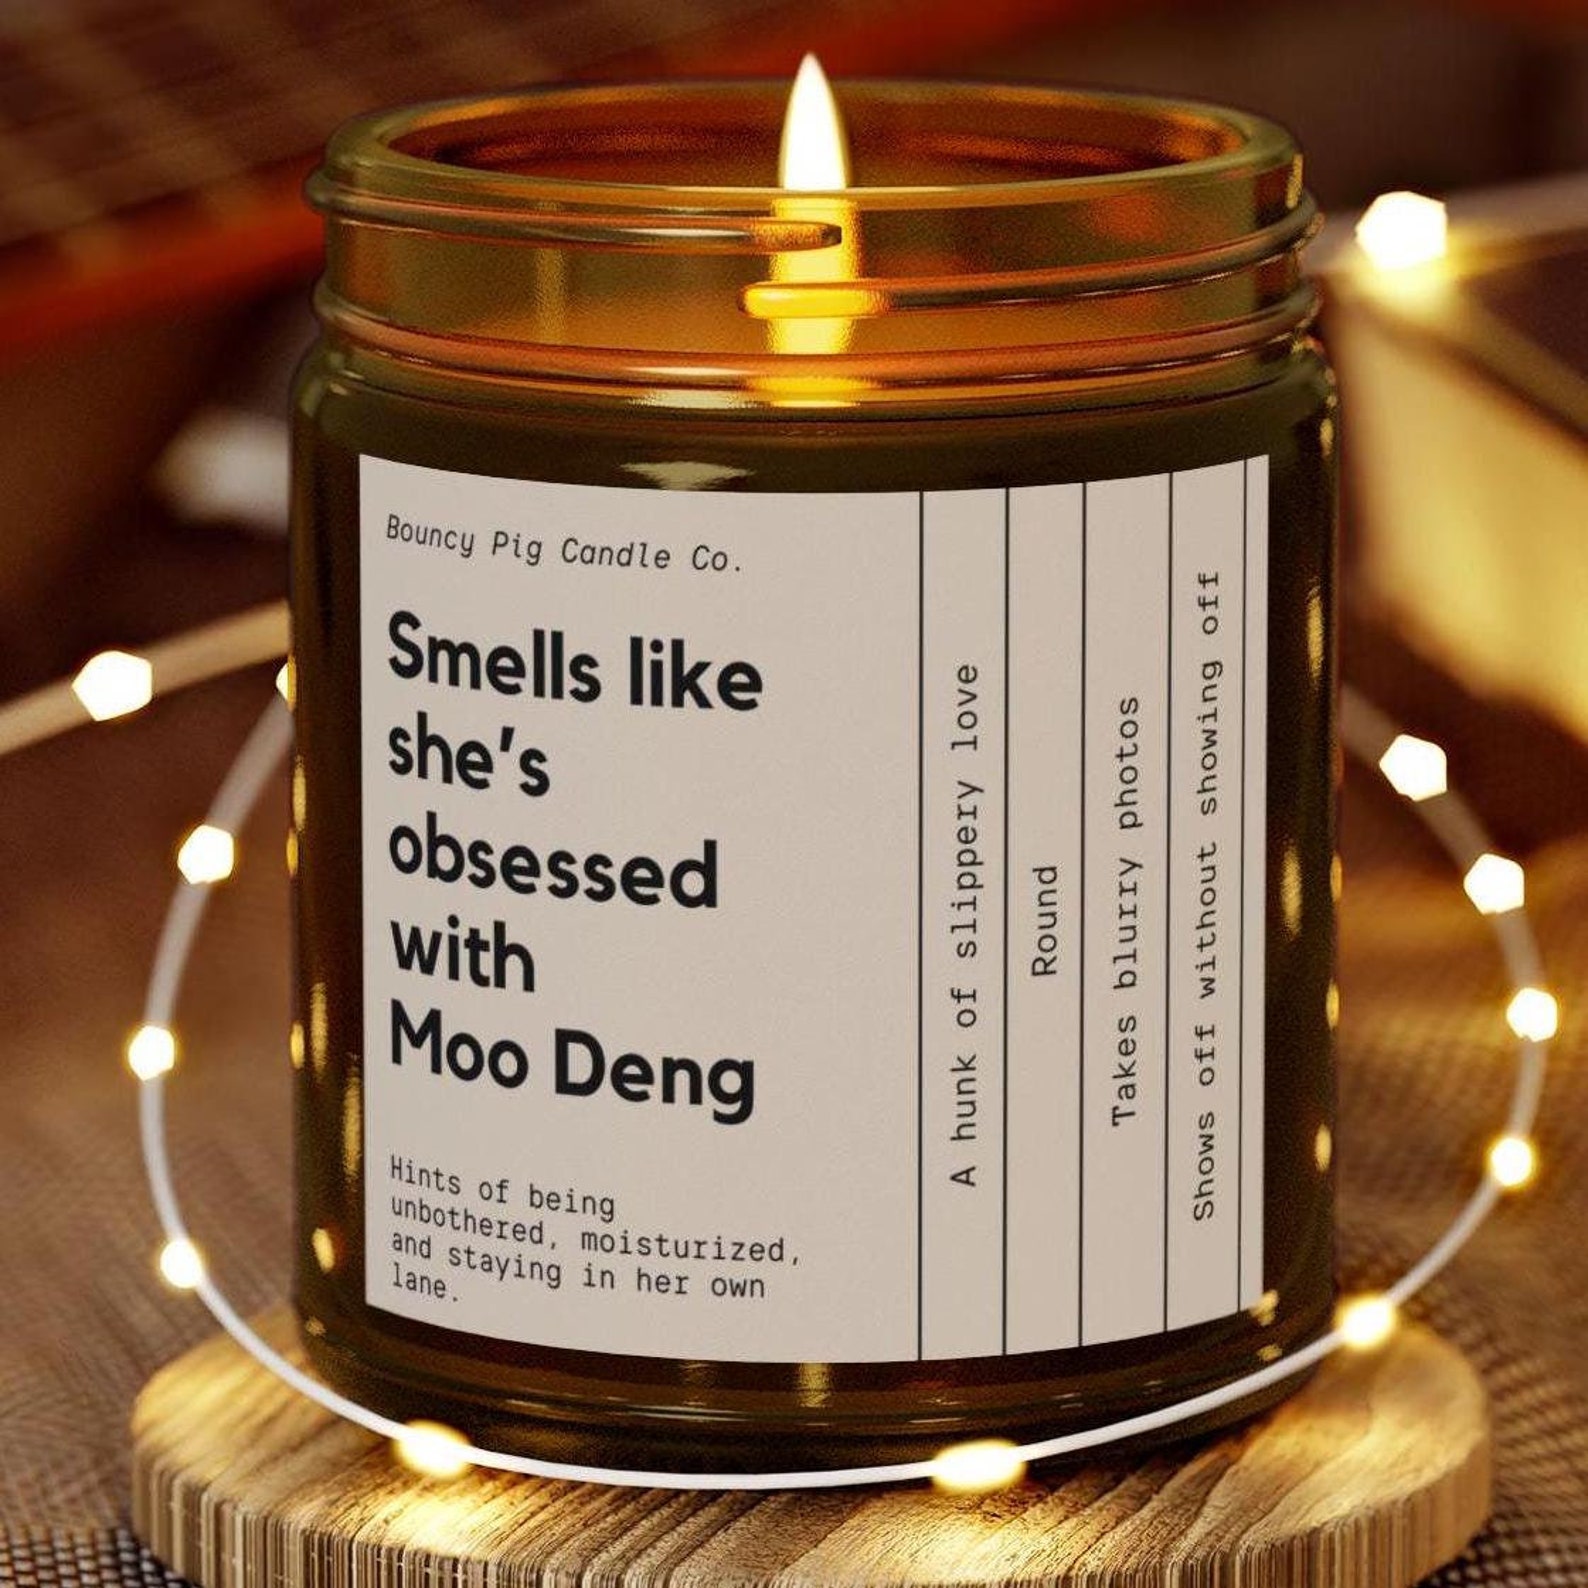 Bouncy Pig Candle Co.
Smells like
she's
obsessed
with
Moo Deng
Hints of being
unbothered, moisturized,
and staying in her own
lane.
A hunk of slippery love
Round
Takes blurry photos
Shows off without showing off